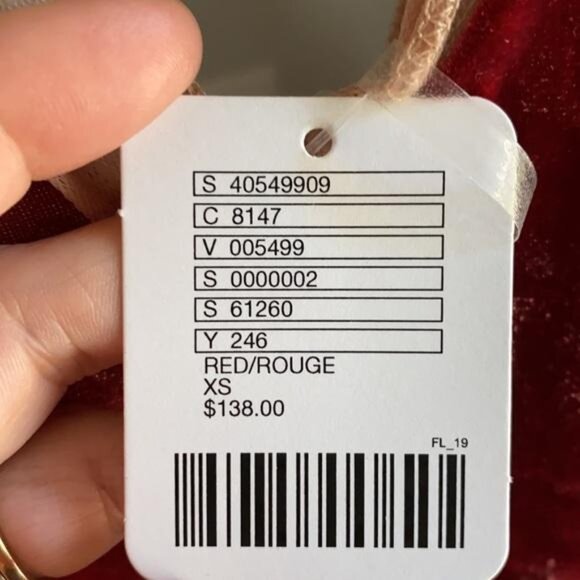 S 40549909
C 8147
V 005499
S 0000002
S 61260
Y 246
RED/ROUGE
XS
$138.00
FL_19